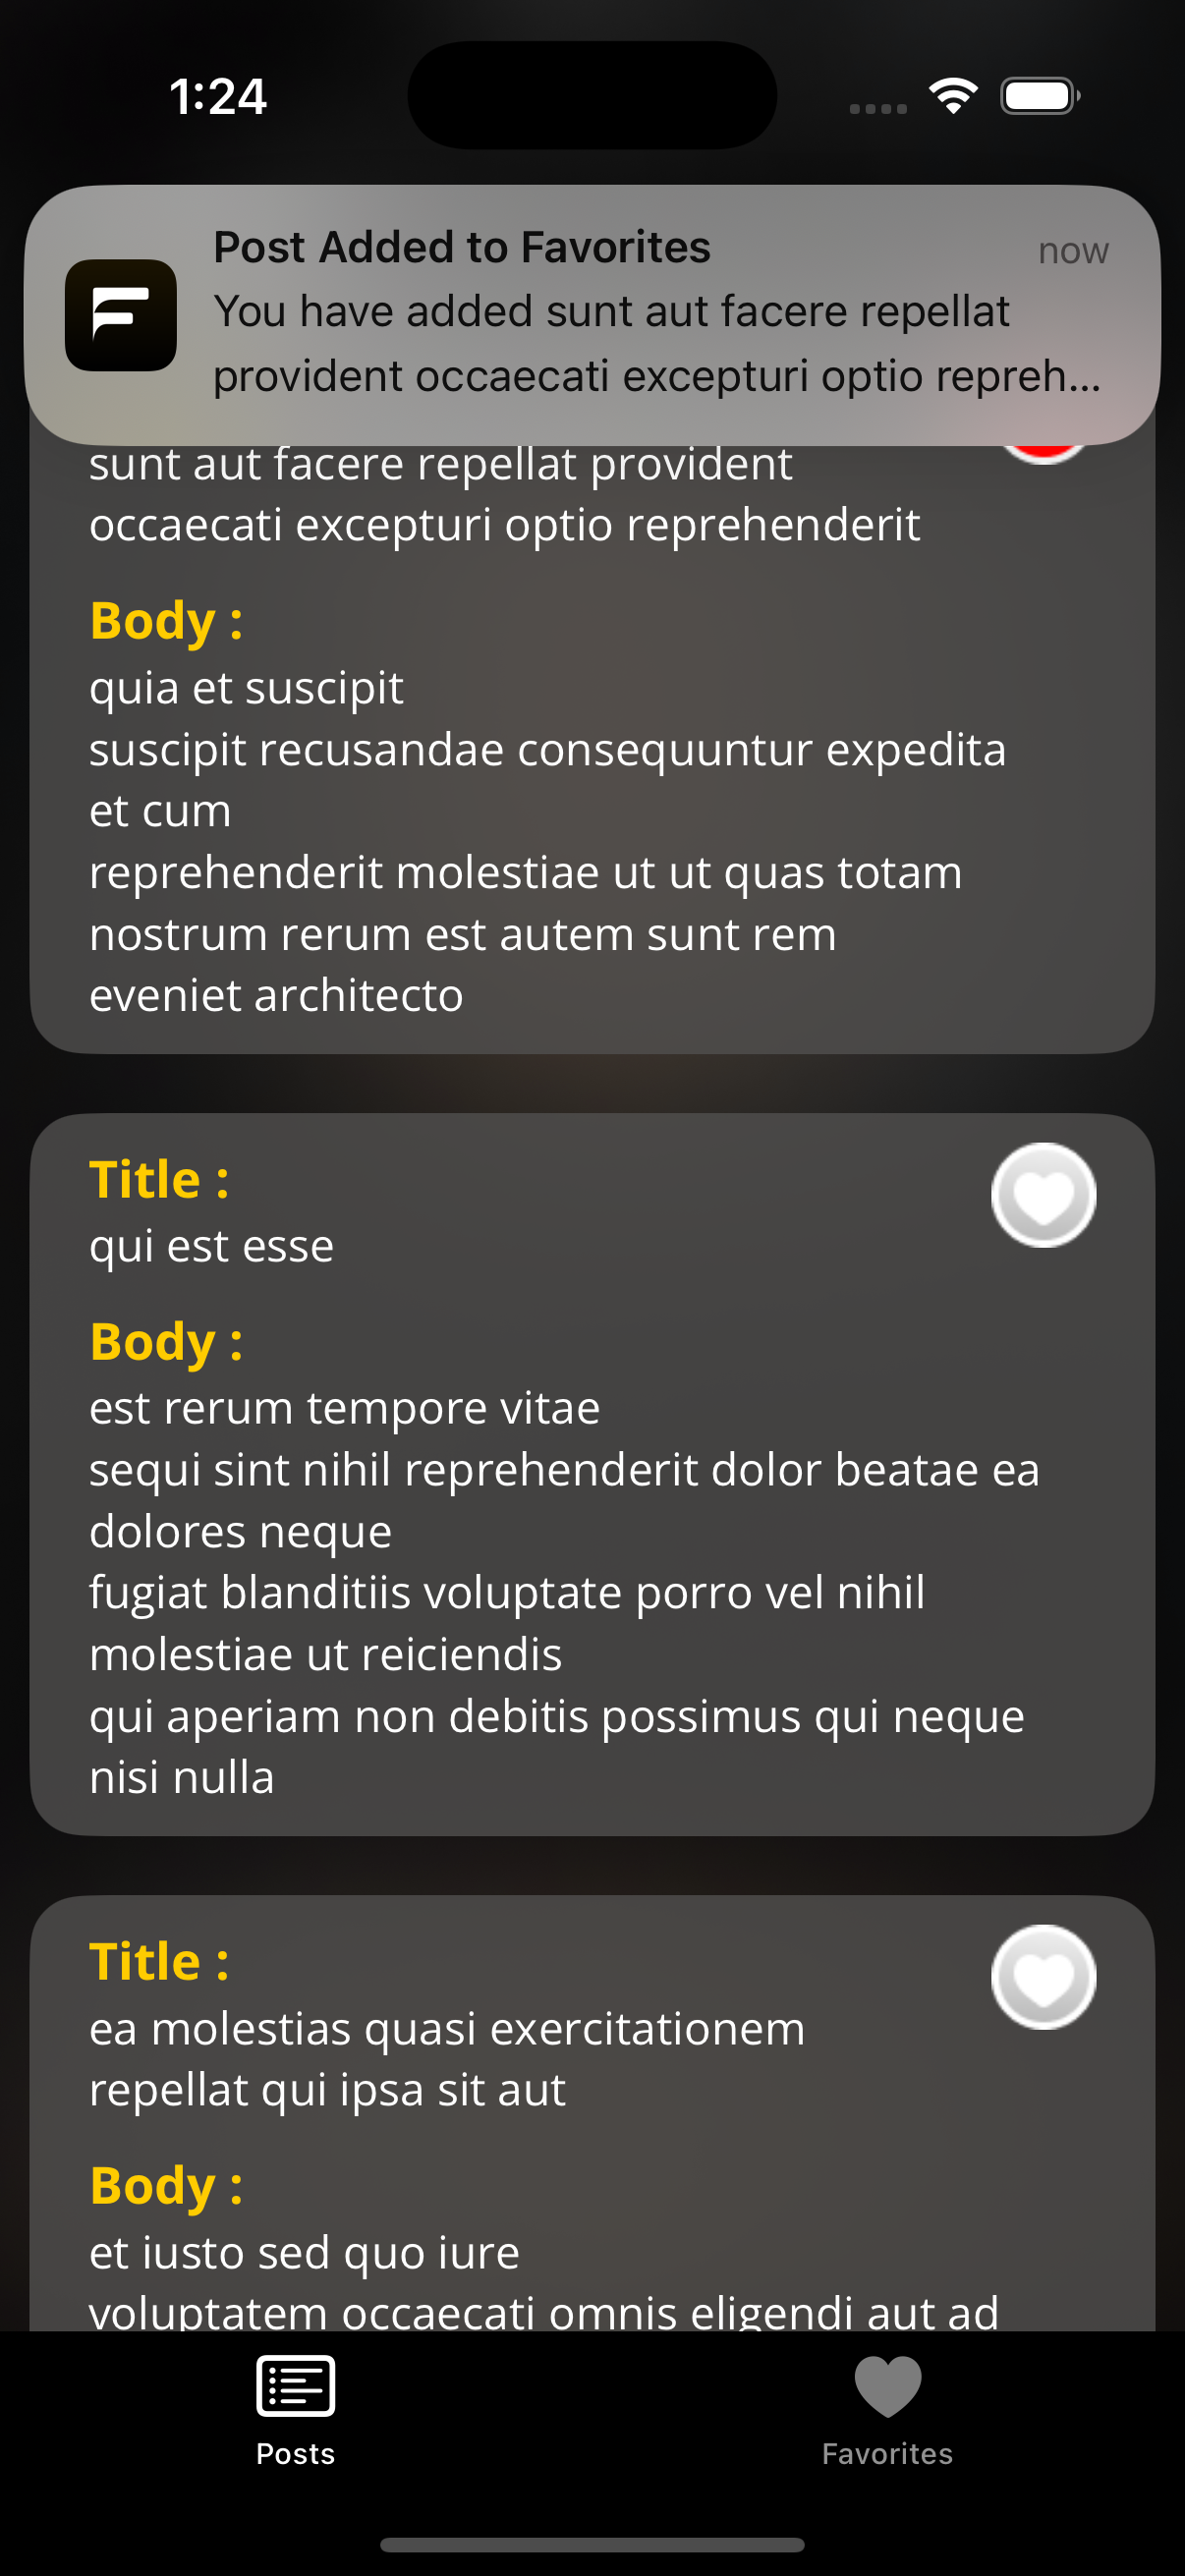 1:24
Post Added to Favorites
now
You have added sunt aut facere repellat
provident occaecati excepturi optio repreh...
sunt aut facere repellat provident
occaecati excepturi optio reprehenderit
Body :
quia et suscipit
suscipit recusandae consequuntur expedita
et cum
reprehenderit molestiae ut ut quas totam
nostrum rerum est autem sunt rem
eveniet architecto
Title :
qui est esse
Body :
est rerum tempore vitae
sequi sint nihil reprehenderit dolor beatae ea
dolores neque
fugiat blanditiis voluptate porro vel nihil
molestiae ut reiciendis
qui aperiam non debitis possimus qui neque
nisi nulla
Title :
ea molestias quasi exercitationem
repellat qui ipsa sit aut
Body :
et iusto sed quo iure
voluptatem occaecati omnis eligendi aut ad
Posts
Favorites